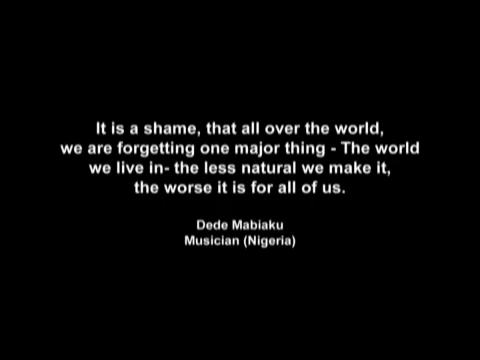 It is a shame, that all over the world,
we are forgetting one major thing - The world
we live in- the less natural we make it,
the worse it is for all of us.
Dede Mabiaku
Musician (Nigeria)